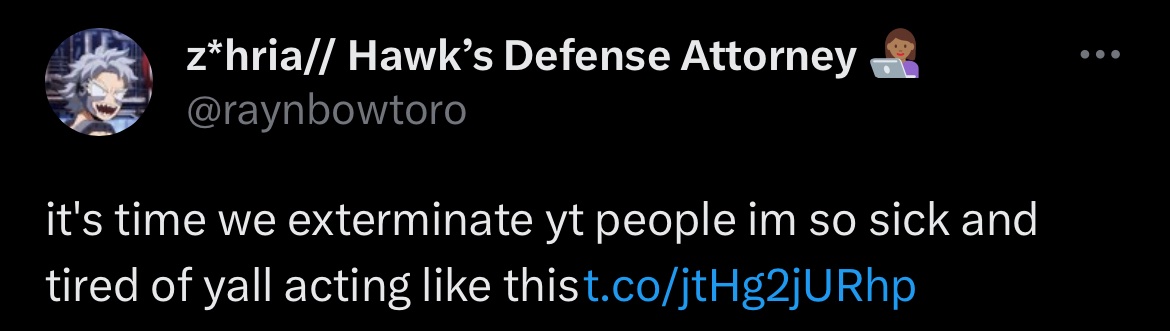 z*hria// Hawk’s Defense Attorney 👩🏽‍💻
@raynbowtoro
it's time we exterminate yt people im so sick and
tired of yall acting like this t.co/jtHg2jURhp